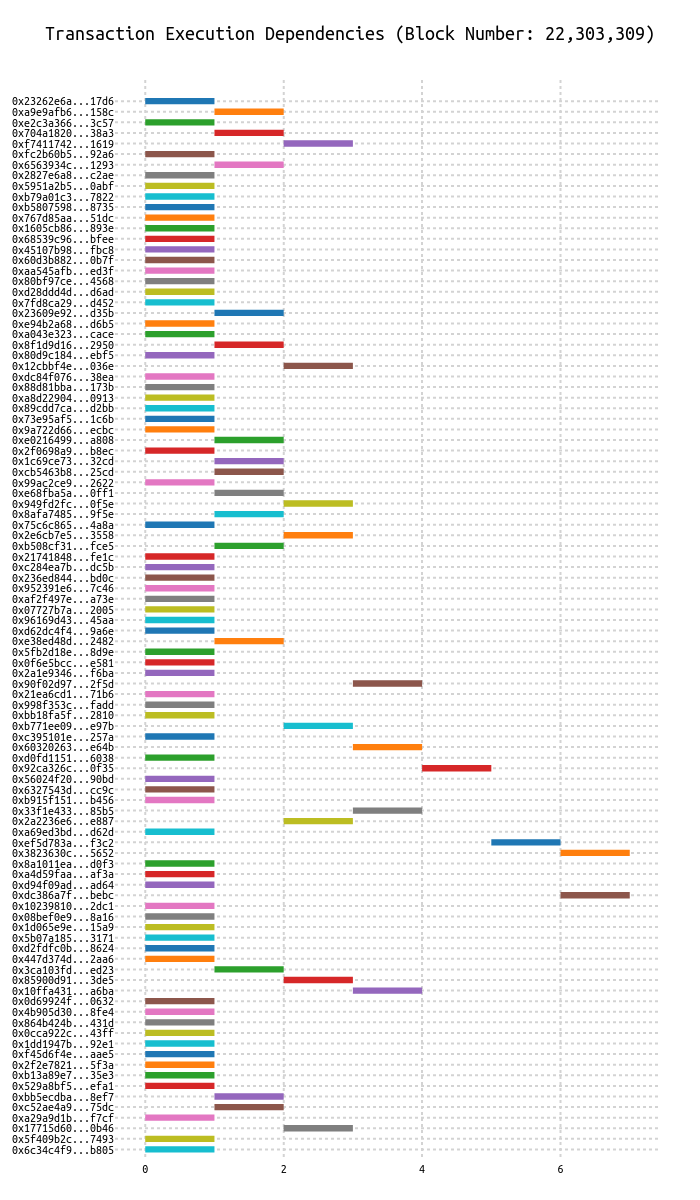 Transaction Execution Dependencies (Block Number: 22,303,309)
0x23262e6a...17d6
0xa9e9afb6...158c
0xe2c3a366...3c57
0x704a1820...38a3
0xf7411742...1619
0xfc2b60b5...92a6
0x6563934c...1293
0x2827e6a8...c2ae
0x5951a2b5...0abf
0xb79a01c3...7822
0xb5807598...8735
0x767d85aa...51dc
0x1605cb86...893e
0x68539c96...bfee
0x45107b98...fbc8
0x60d3b882...0b7f
0xaa545afb...ed3f
0x80bf97ce...4568
0xd28ddd4d...d6ad
0x7fd8ca29...d452
0x23609e92...d35b
0xe94b2a68...d6b5
0xa043e323...cace
0x8f1d9d16...2950
0x80d9c184...ebf5
0x12cbbf4e...036e
0xdc84f076...38ea
0x88d81bba...173b
0xa8d22904...0913
0x89cdd7ca...d2bb
0x73e95af5...1c6b
0x9a722d66...ecbc
0xe0216499...a808
0x2f0698a9...b8ec
0x1c69ce73...32cd
0xcb5463b8...25cd
0x99ac2ce9...2622
0xe68fba5a...0ff1
0x949fd2fc...0f5e
0x8afa7485...9f5e
0x75c6c865...4a8a
0x2e6cb7e5...3558
0xb508cf31...fce5
0x21741848...fe1c
0xc284ea7b...dc5b
0x236ed844...bd0c
0x952391e6...7c46
0xaf2f497e...a73e
0x07727b7a...2005
0x96169d43...45aa
0xd62dc4f4...9a6e
0xe38ed48d...2482
0x5fb2d18e...8d9e
0x0f6e5bcc...e581
0x2a1e9346...f6ba
0x90f02d97...2f5d
0x21ea6cd1...71b6
0x998f353c...fadd
0xbb18fa5f...2810
0xb771ee09...e97b
0xc395101e...257a
0x60320263...e64b
0xd0fd1151...6038
0x92ca326c...0f35
0x56024f20...90bd
0x6327543d...cc9c
0xb915f151...b456
0x33f1e433...85b5
0x2a2236e6...e887
0xa69ed3bd...d62d
0xef5d783a...f3c2
0x3823630c...5652
0x8a1011ea...d0f3
0xa4d59faa...af3a
0xd94f09ad...ad64
0xdc386a7f...bebc
0x10239810...2dc1
0x08bef0e9...8a16
0x1d065e9e...15a9
0x5b07a185...3171
0xd2fdfc0b...8624
0x447d374d...2aa6
0x3ca103fd...ed23
0x85900d91...3de5
0x10ffa431...a6ba
0x0d69924f...0632
0x4b905d30...8fe4
0x864b424b...431d
0x0cca922c...43ff
0x1dd1947b...92e1
0xf45d6f4e...aae5
0x2f2e7821...5f3a
0xb13a89e7...35e3
0x529a8bf5...efa1
0xbb5ecdba...8ef7
0xc52ae4a9...75dc
0xa29a9d1b...f7cf
0x17715d60...0b46
0x5f409b2c...7493
0x6c34c4f9...b805
0 2 4 6